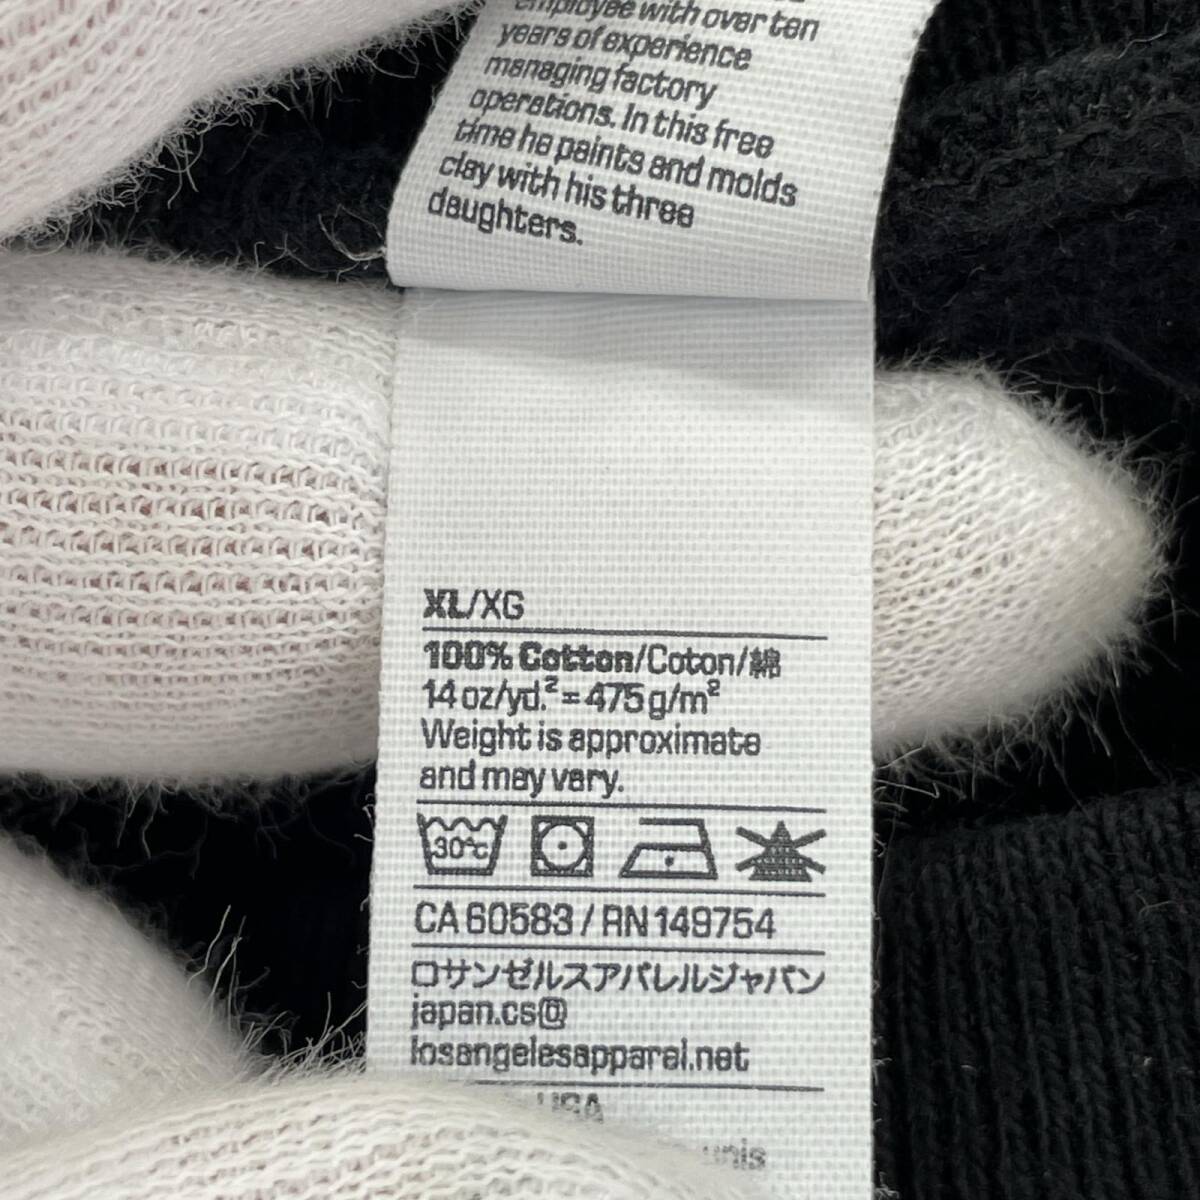 employee with over ten
years of experience
managing factory
operations. In this free
time he paints and molds
clay with his three
daughters.
XL/XG
100% Cotton/Coton/綿
14 oz/yd.² = 475 g/m²
Weight is approximate
and may vary.
30°C
CA 60583 / RN 149754
ロサンゼルスアパレルジャパン
japan.cs@
losangelesapparel.net
USA